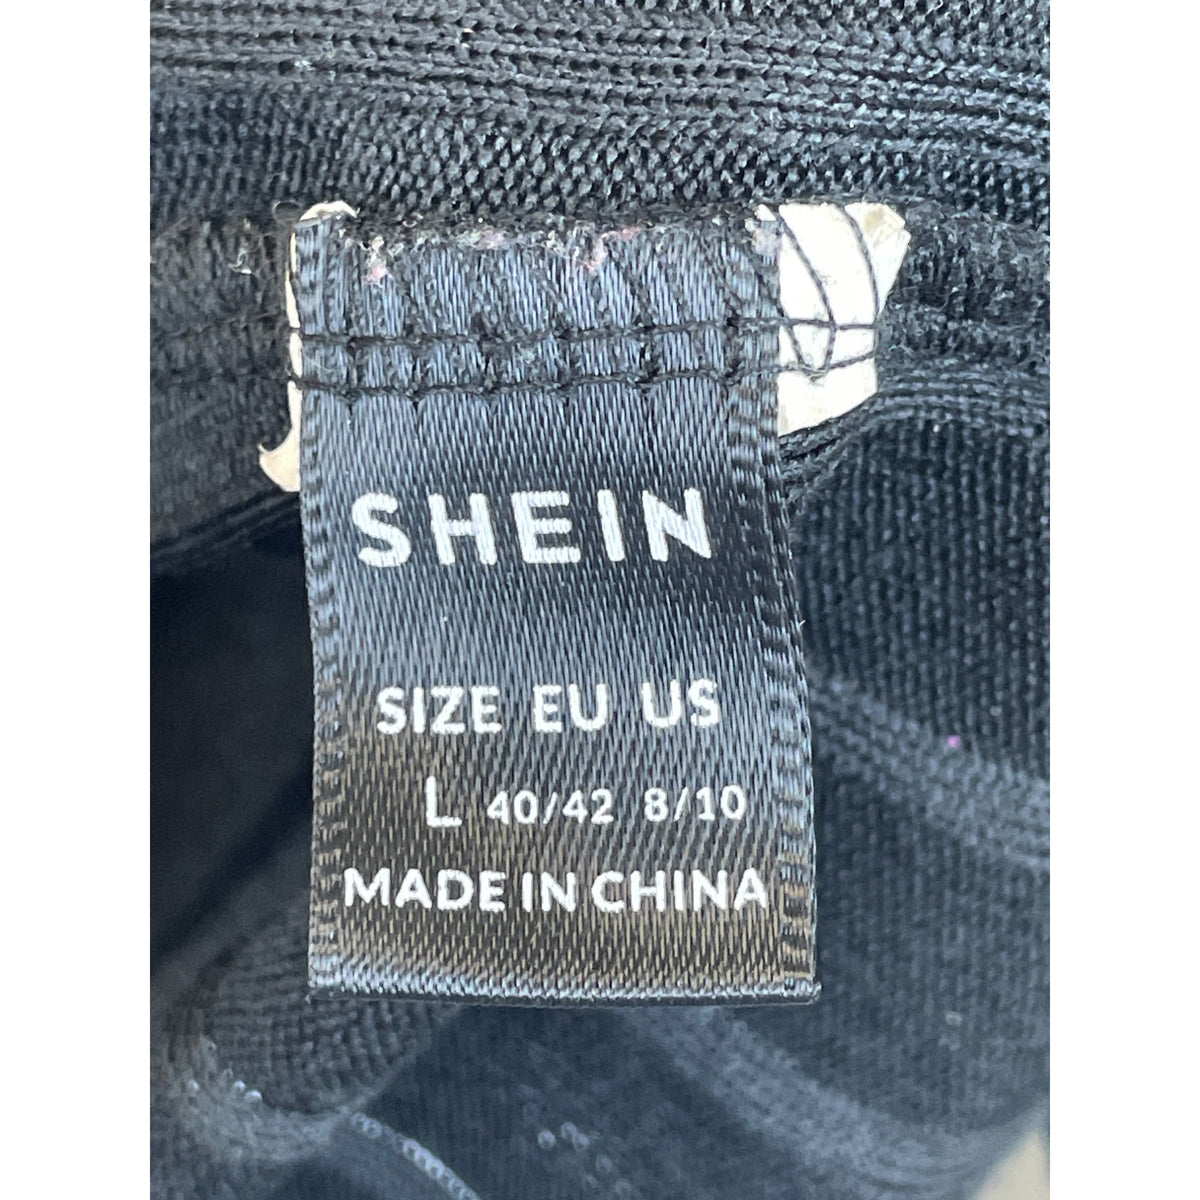 SHEIN
SIZE EU US
L 40/42 8/10
MADE IN CHINA